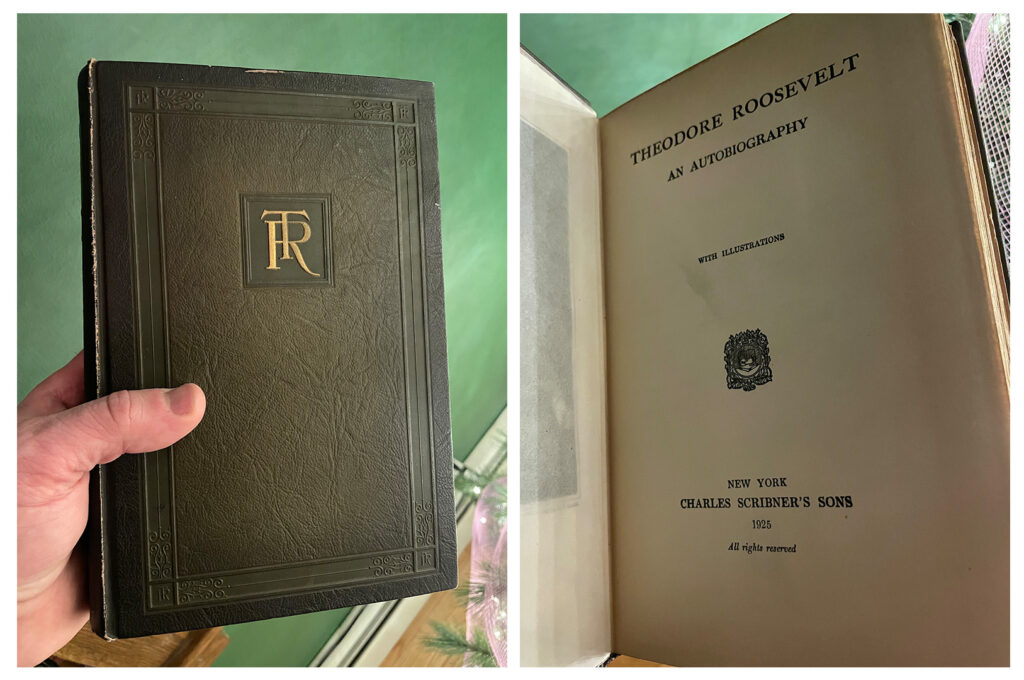 TR
THEODORE ROOSEVELT
AN AUTOBIOGRAPHY
WITH ILLUSTRATIONS
NEW YORK
CHARLES SCRIBNER'S SONS
1925
All rights reserved